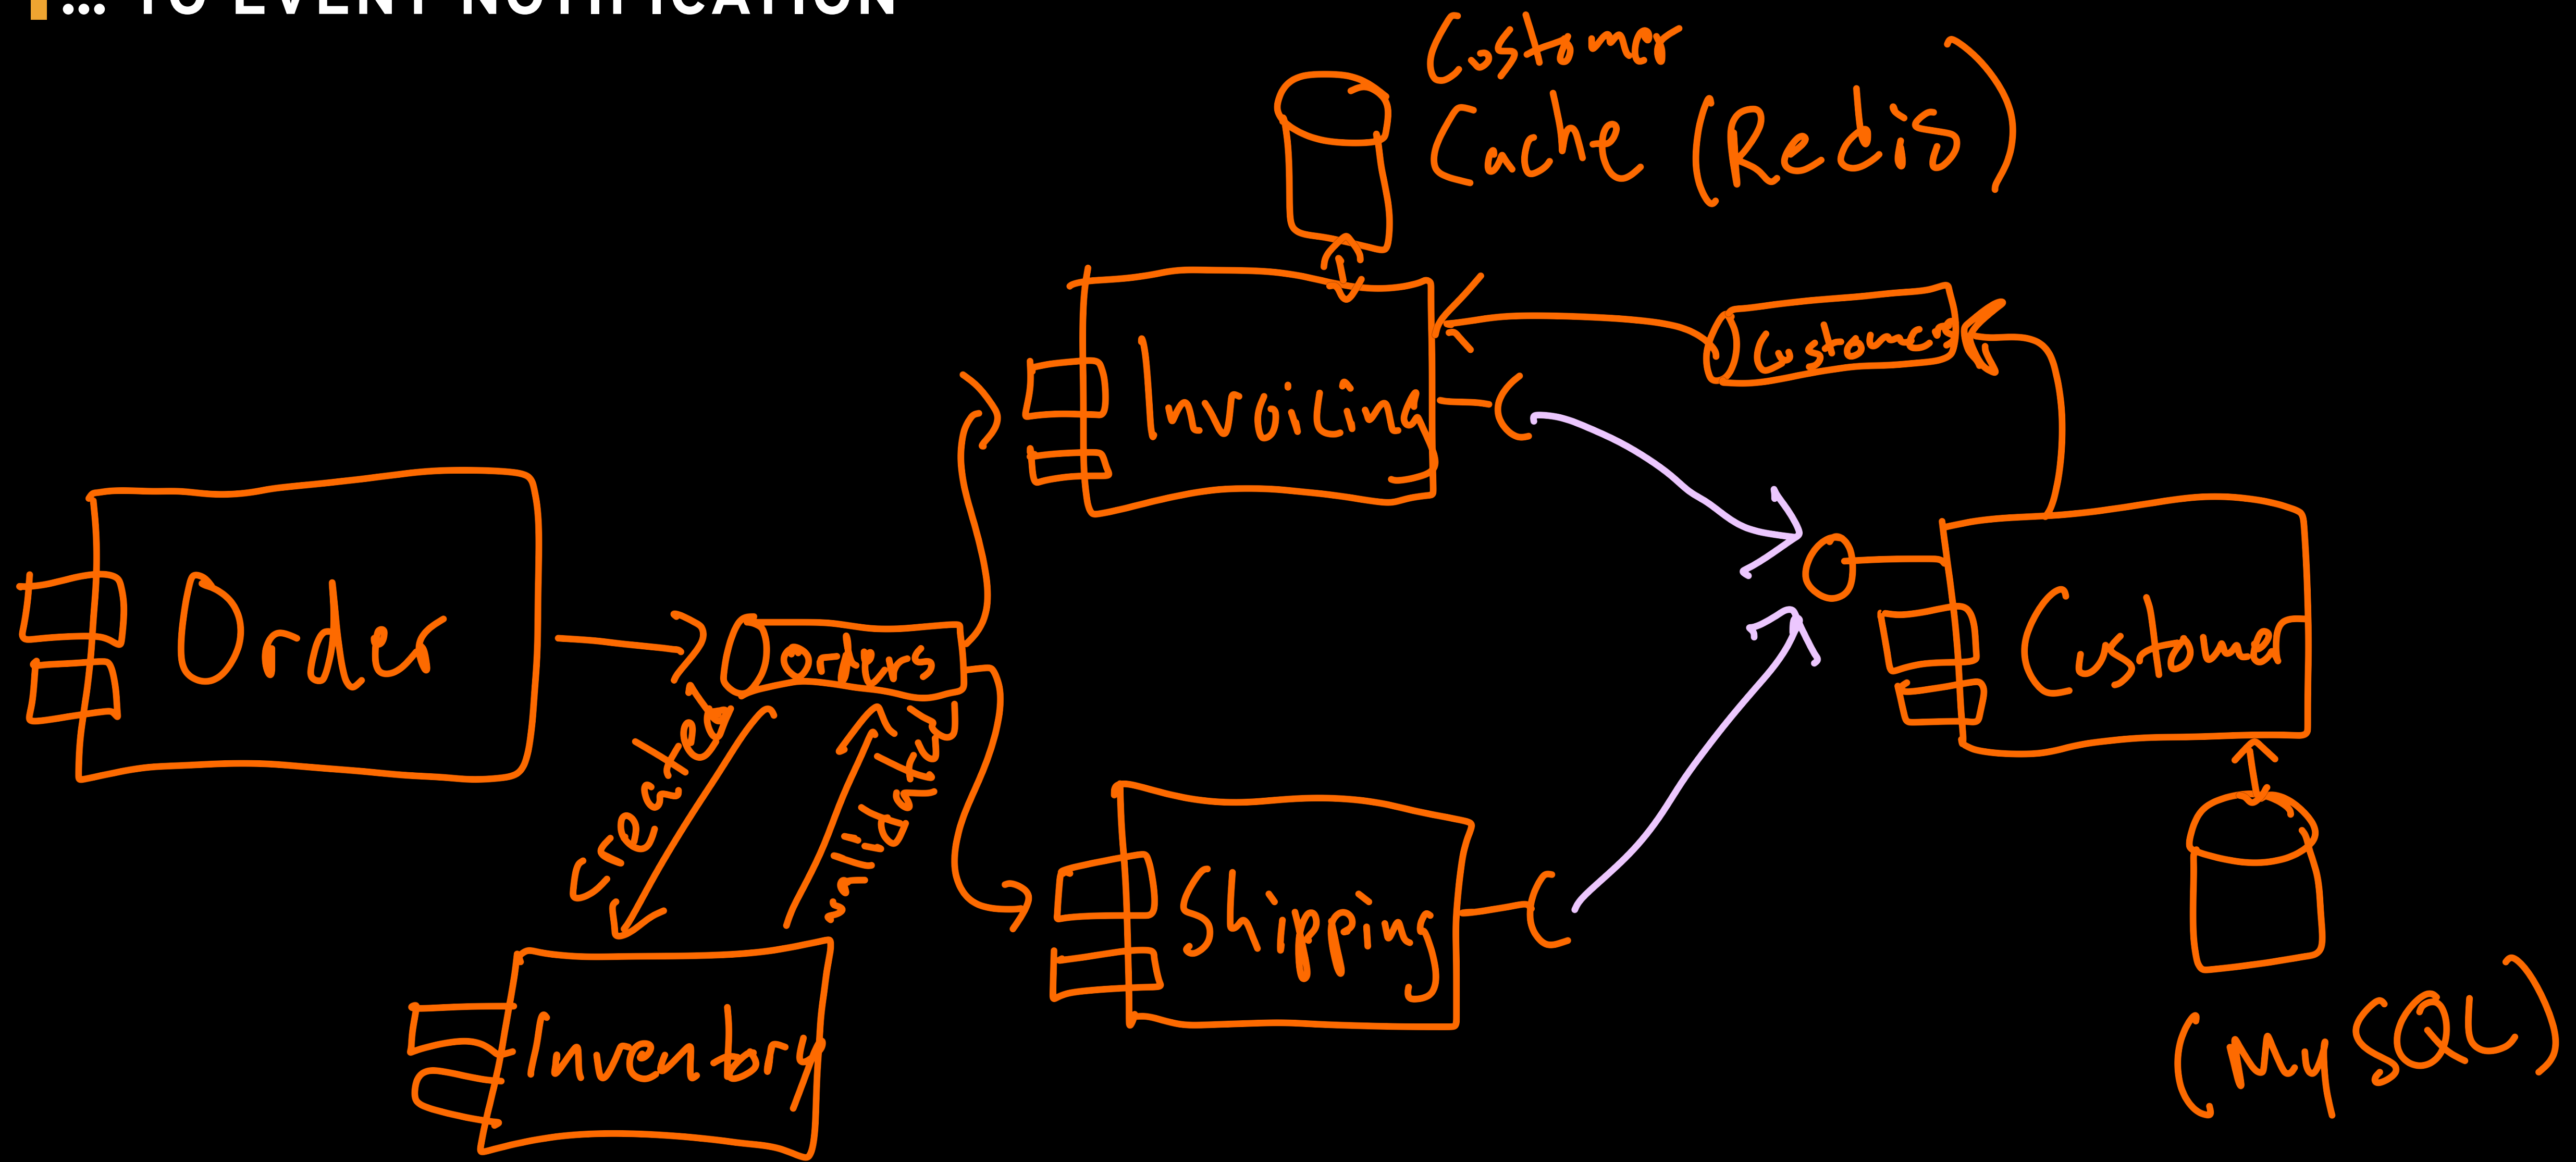 ... TO EVENT NOTIFICATION
Customer
Cache (Redis)
Invoicing
Customers
Order
Orders
Customer
created
validated
Shipping
Inventory
(MySQL)